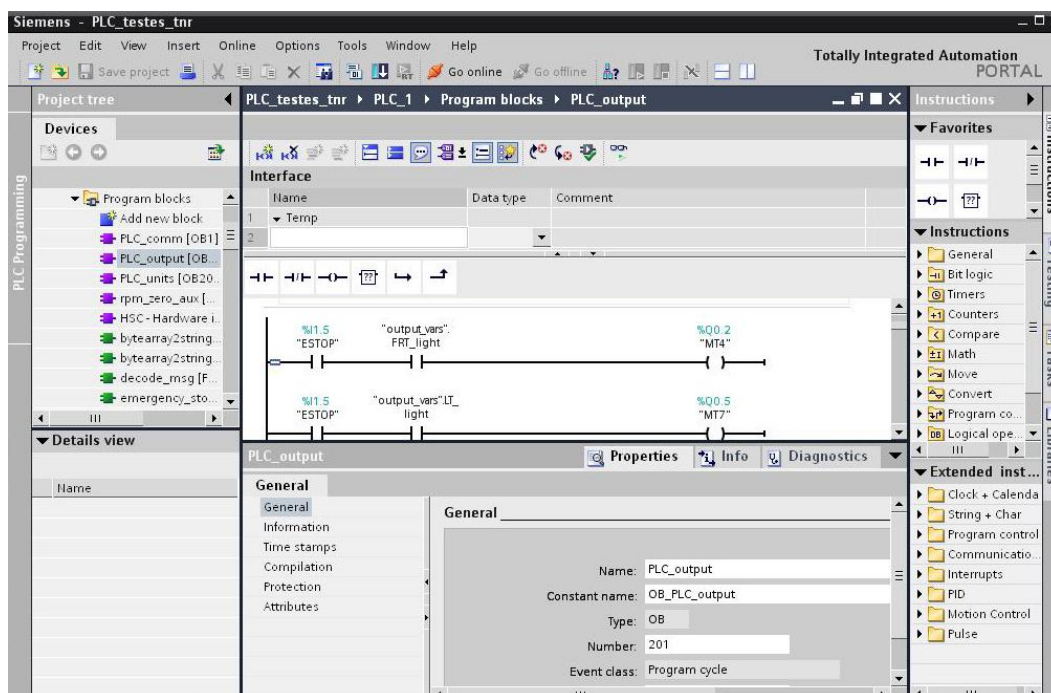 Siemens - PLC_testes_tnr
Project Edit View Insert Online Options Tools Window Help
Totally Integrated Automation
PORTAL
Save project
Go online
Go offline
PLC Programming
Project tree
Devices
Program blocks
Add new block
PLC_comm [OB1]
PLC_output [OB...
PLC_units [OB20...
rpm_zero_aux [...
HSC - Hardware i...
bytearray2string...
bytearray2string...
decode_msg [F...
emergency_sto...
Details view
Name
PLC_testes_tnr PLC_1 Program blocks PLC_output
Interface
Name Data type Comment
1 Temp
2
%I1.5
"ESTOP"
"output_vars".
FRT_light
%Q0.2
"MT4"
%I1.5
"ESTOP"
"output_vars".LT_
light
%Q0.5
"MT7"
PLC_output
Properties Info Diagnostics
General
General
Information
Time stamps
Compilation
Protection
Attributes
General
Name: PLC_output
Constant name: OB_PLC_output
Type: OB
Number: 201
Event class: Program cycle
Instructions
Favorites
Instructions
General
Bit logic
Timers
Counters
Compare
Math
Move
Convert
Program co...
Logical ope...
Extended inst...
Clock + Calenda
String + Char
Program control
Communicatio...
Interrupts
PID
Motion Control
Pulse